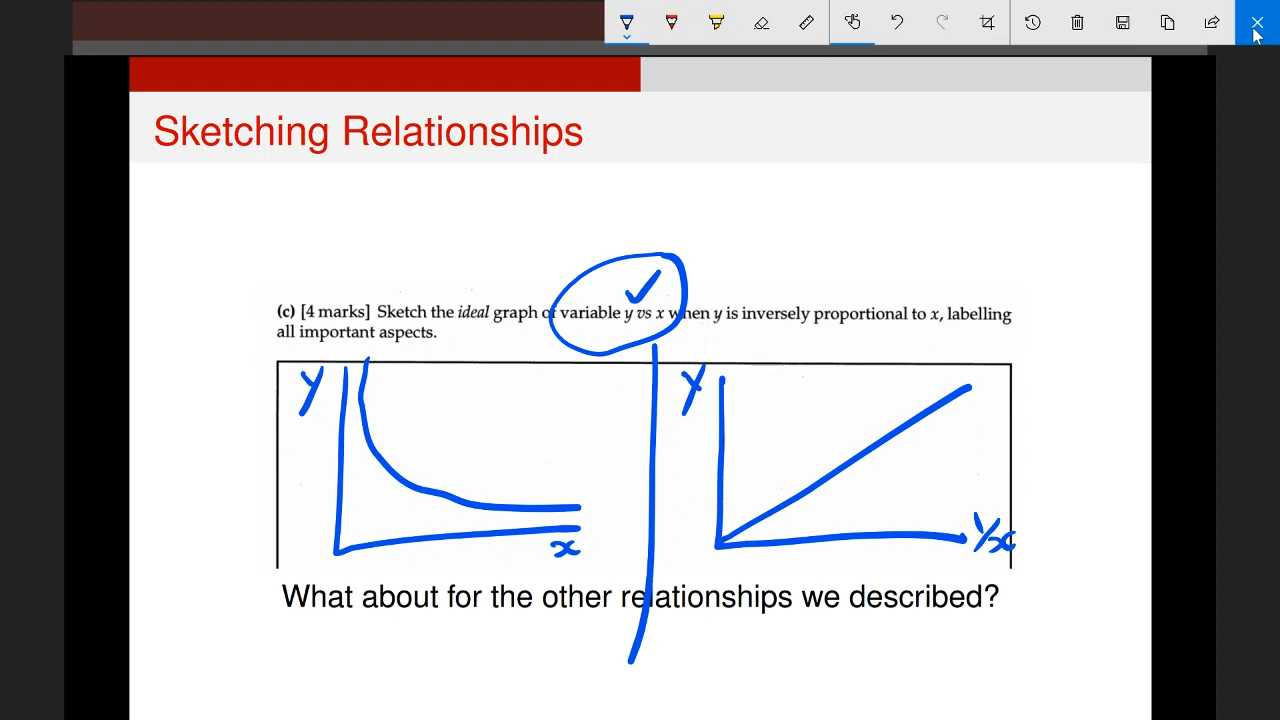 Sketching Relationships
(c) [4 marks] Sketch the ideal graph of variable y vs x when y is inversely proportional to x, labelling
all important aspects.
y
x
y
1/x
What about for the other relationships we described?